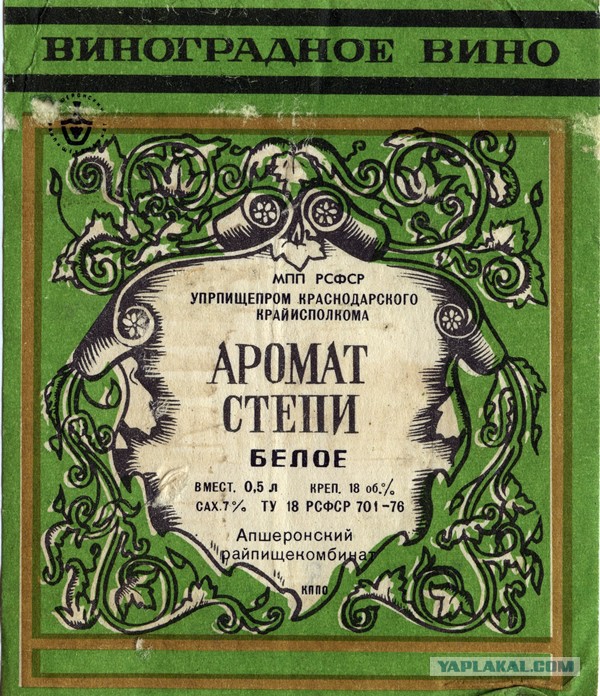 ВИНОГРАДНОЕ ВИНО
МПП РСФСР
УПРПИЩЕПРОМ КРАСНОДАРСКОГО
КРАЙИСПОЛКОМА
АРОМАТ
СТЕПИ
БЕЛОЕ
ВМЕСТ. 0,5 л КРЕП. 18 об.%
САХ. 7% ТУ 18 РСФСР 701-76
Апшеронский
райпищекомбинат
КППО
YAPLAKAL.COM